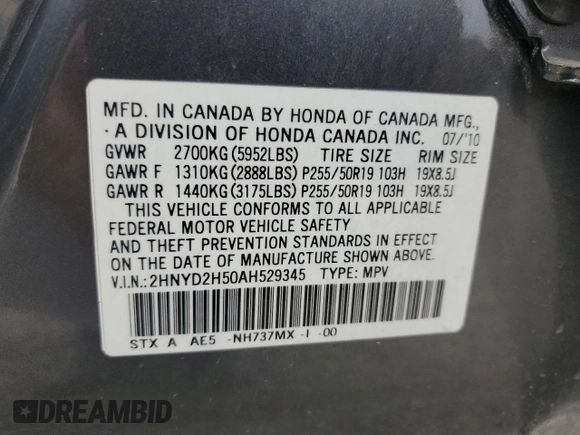 MFD. IN CANADA BY HONDA OF CANADA MFG.,
A DIVISION OF HONDA CANADA INC. 07/'10
GVWR 2700KG (5952LBS) TIRE SIZE RIM SIZE
GAWR F 1310KG (2888LBS) P255/50R19 103H 19X8.5J
GAWR R 1440KG (3175LBS) P255/50R19 103H 19X8.5J
THIS VEHICLE CONFORMS TO ALL APPLICABLE
FEDERAL MOTOR VEHICLE SAFETY
AND THEFT PREVENTION STANDARDS IN EFFECT
ON THE DATE OF MANUFACTURE SHOWN ABOVE.
V.I.N.:2HNYD2H50AH529345 TYPE: MPV
STX A AE5 -NH737MX -I -00
DREAMBID